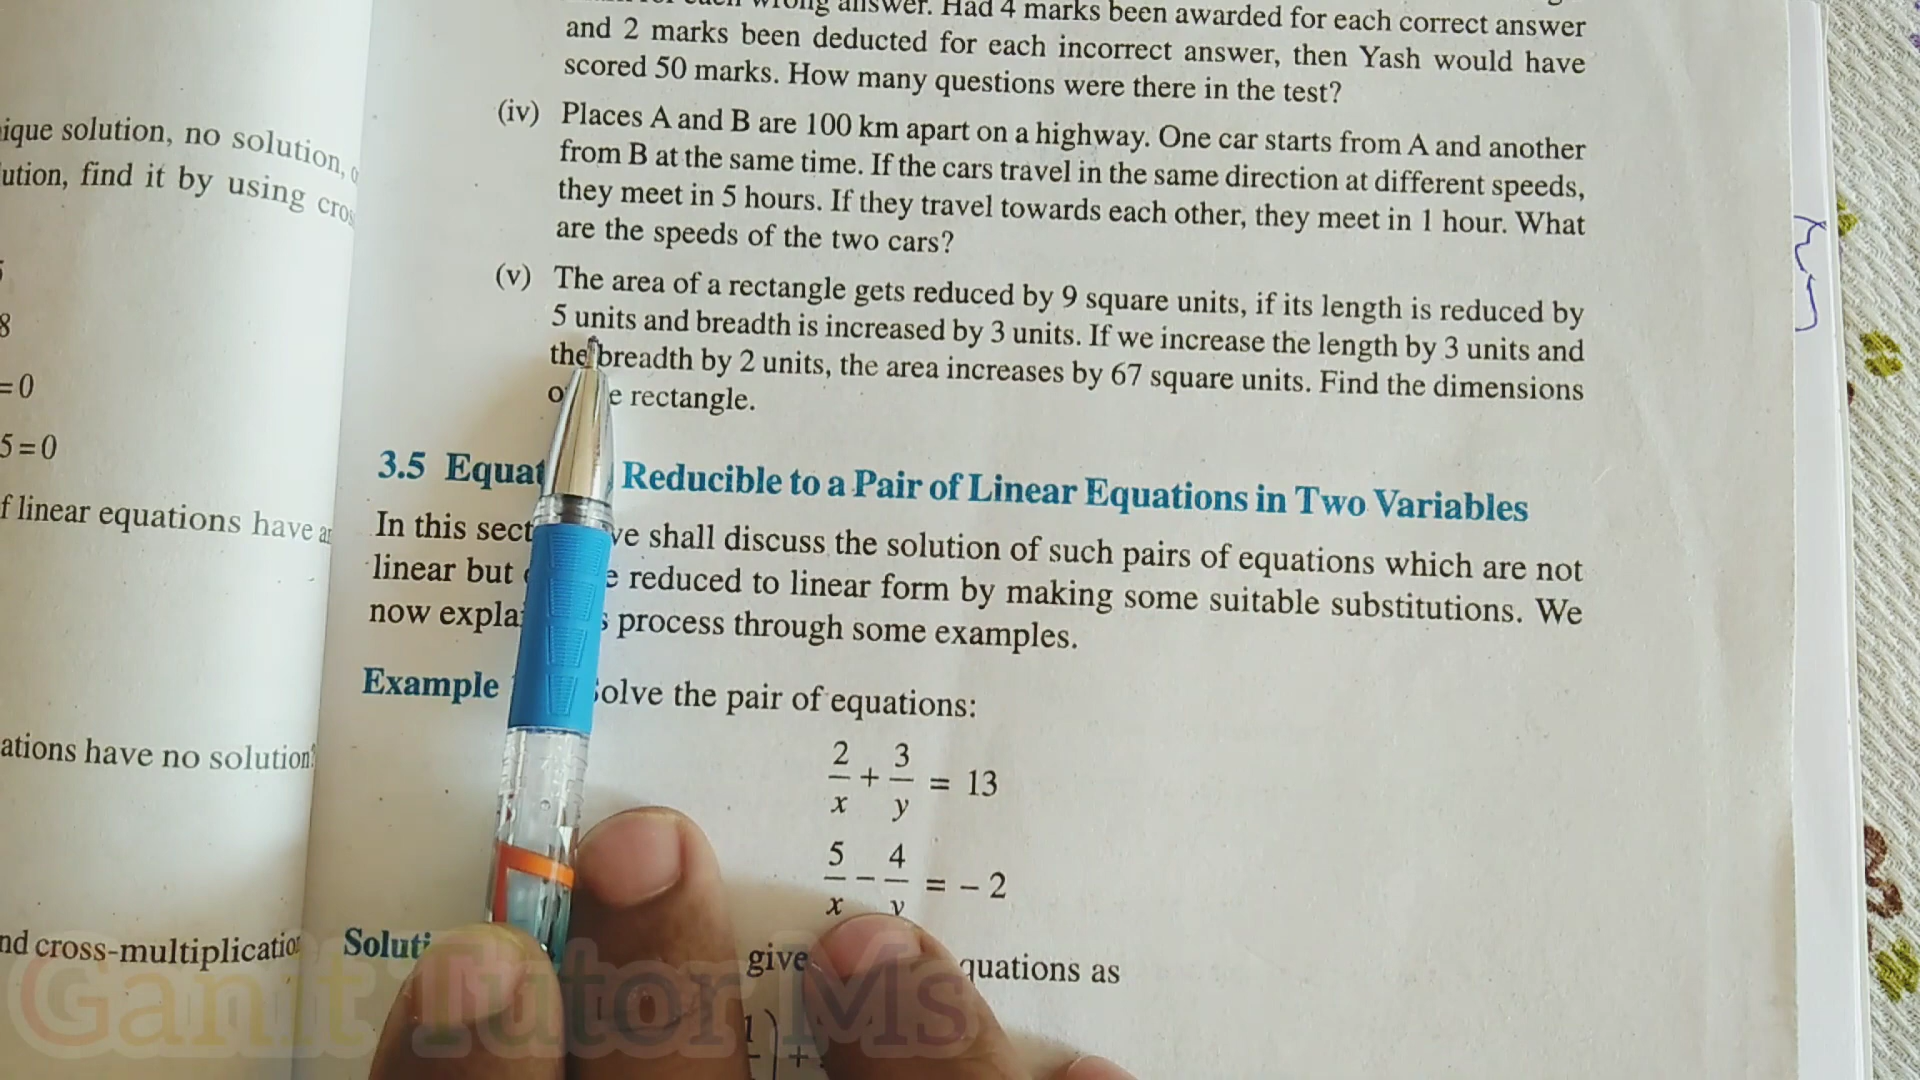 ique solution, no solution,
ution, find it by using
8
= 0
5 = 0
f linear equations have
ations have no solution?
nd cross-multiplication
wrong answer. Had 4 marks been awarded for each correct answer
and 2 marks been deducted for each incorrect answer, then Yash would have
scored 50 marks. How many questions were there in the test?
(iv) Places A and B are 100 km apart on a highway. One car starts from A and another
from B at the same time. If the cars travel in the same direction at different speeds,
they meet in 5 hours. If they travel towards each other, they meet in 1 hour. What
are the speeds of the two cars?
(v) The area of a rectangle gets reduced by 9 square units, if its length is reduced by
5 units and breadth is increased by 3 units. If we increase the length by 3 units and
the breadth by 2 units, the area increases by 67 square units. Find the dimensions
rectangle.
3.5 Equat Reducible to a Pair of Linear Equations in Two Variables
In this sect we shall discuss the solution of such pairs of equations which are not
linear but reduced to linear form by making some suitable substitutions. We
now explai process through some examples.
Example Solve the pair of equations:
2/x + 3/y = 13
5/x − 4/y = − 2
Soluti give quations as
Ganit Tutor Ms